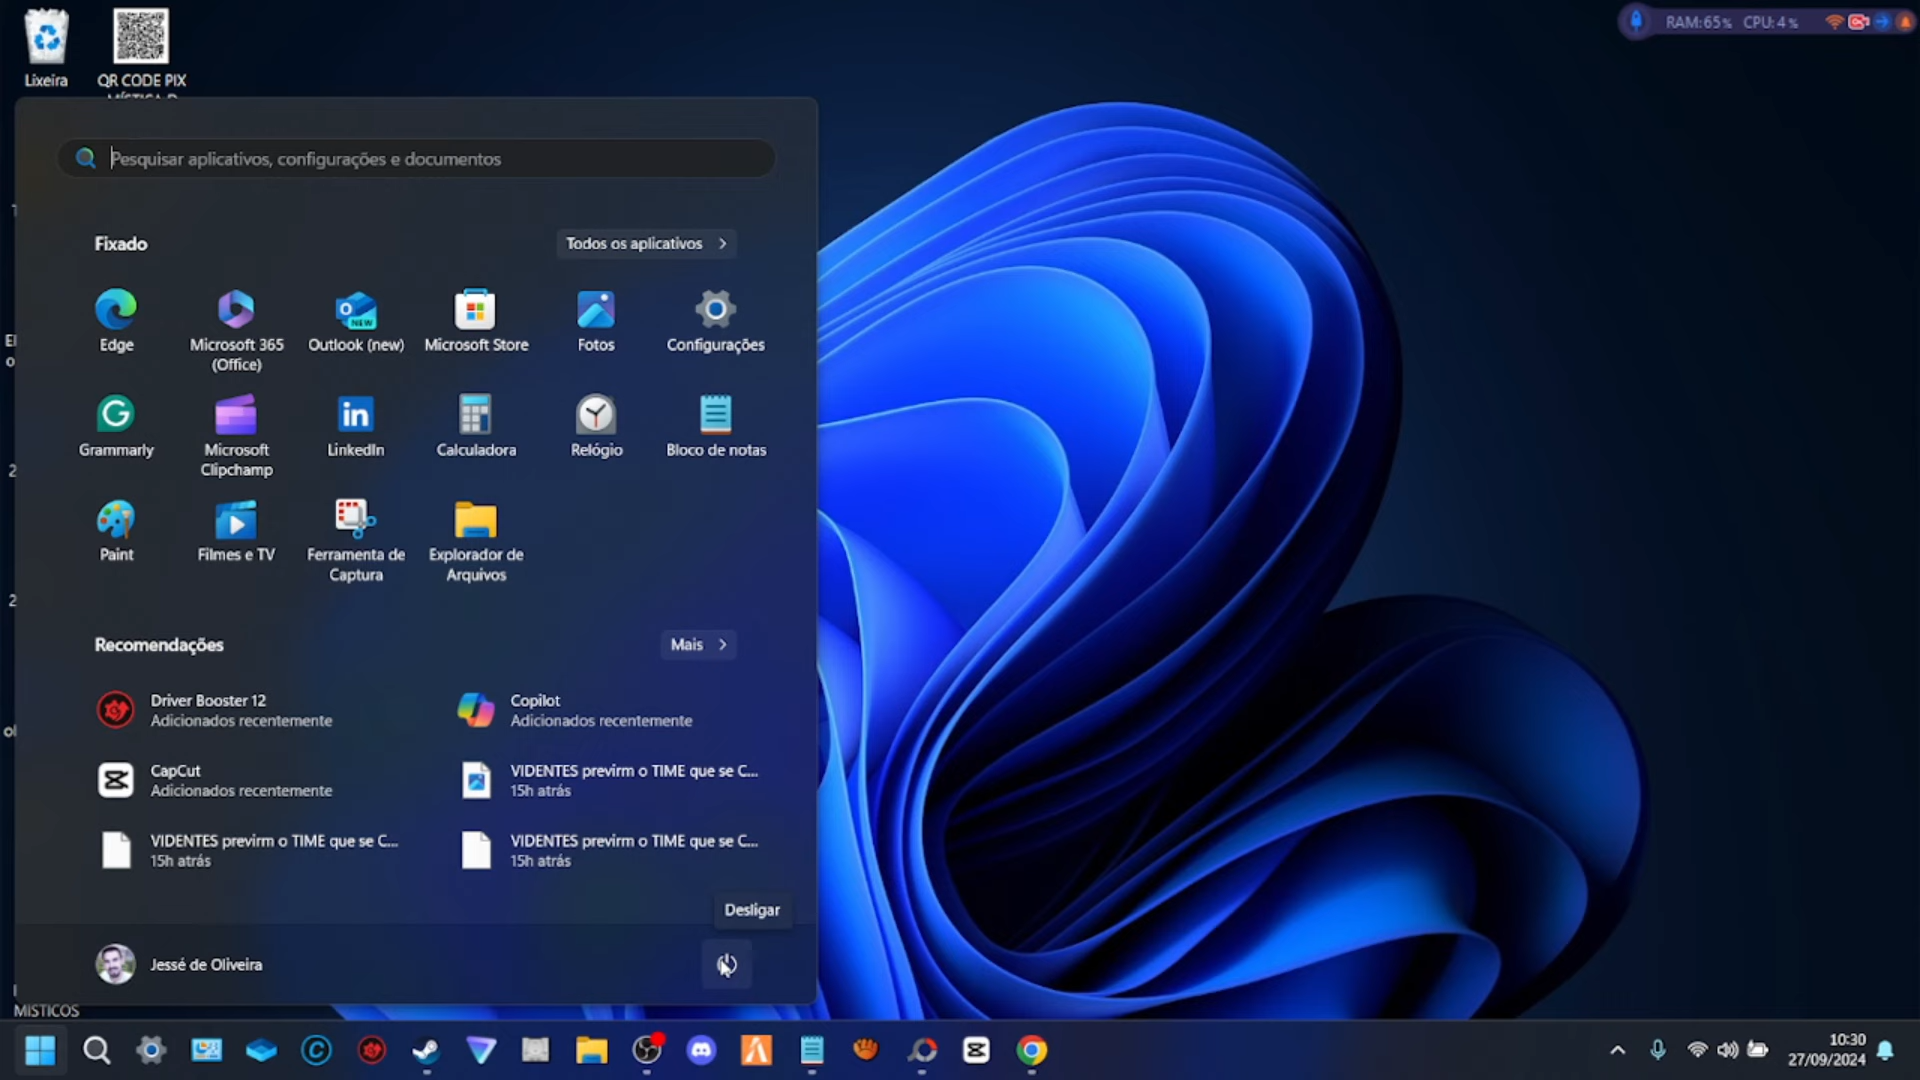 Lixeira
QR CODE PIX
RAM:65% CPU:4%
Pesquisar aplicativos, configurações e documentos
Fixado
Todos os aplicativos
Edge
Microsoft 365
(Office)
Outlook (new)
Microsoft Store
Fotos
Configurações
Grammarly
Microsoft
Clipchamp
LinkedIn
Calculadora
Relógio
Bloco de notas
Paint
Filmes e TV
Ferramenta de
Captura
Explorador de
Arquivos
Recomendações
Mais
Driver Booster 12
Adicionados recentemente
Copilot
Adicionados recentemente
CapCut
Adicionados recentemente
VIDENTES previrm o TIME que se C...
15h atrás
VIDENTES previrm o TIME que se C...
15h atrás
VIDENTES previrm o TIME que se C...
15h atrás
Desligar
Jessé de Oliveira
MISTICOS
10:30
27/09/2024